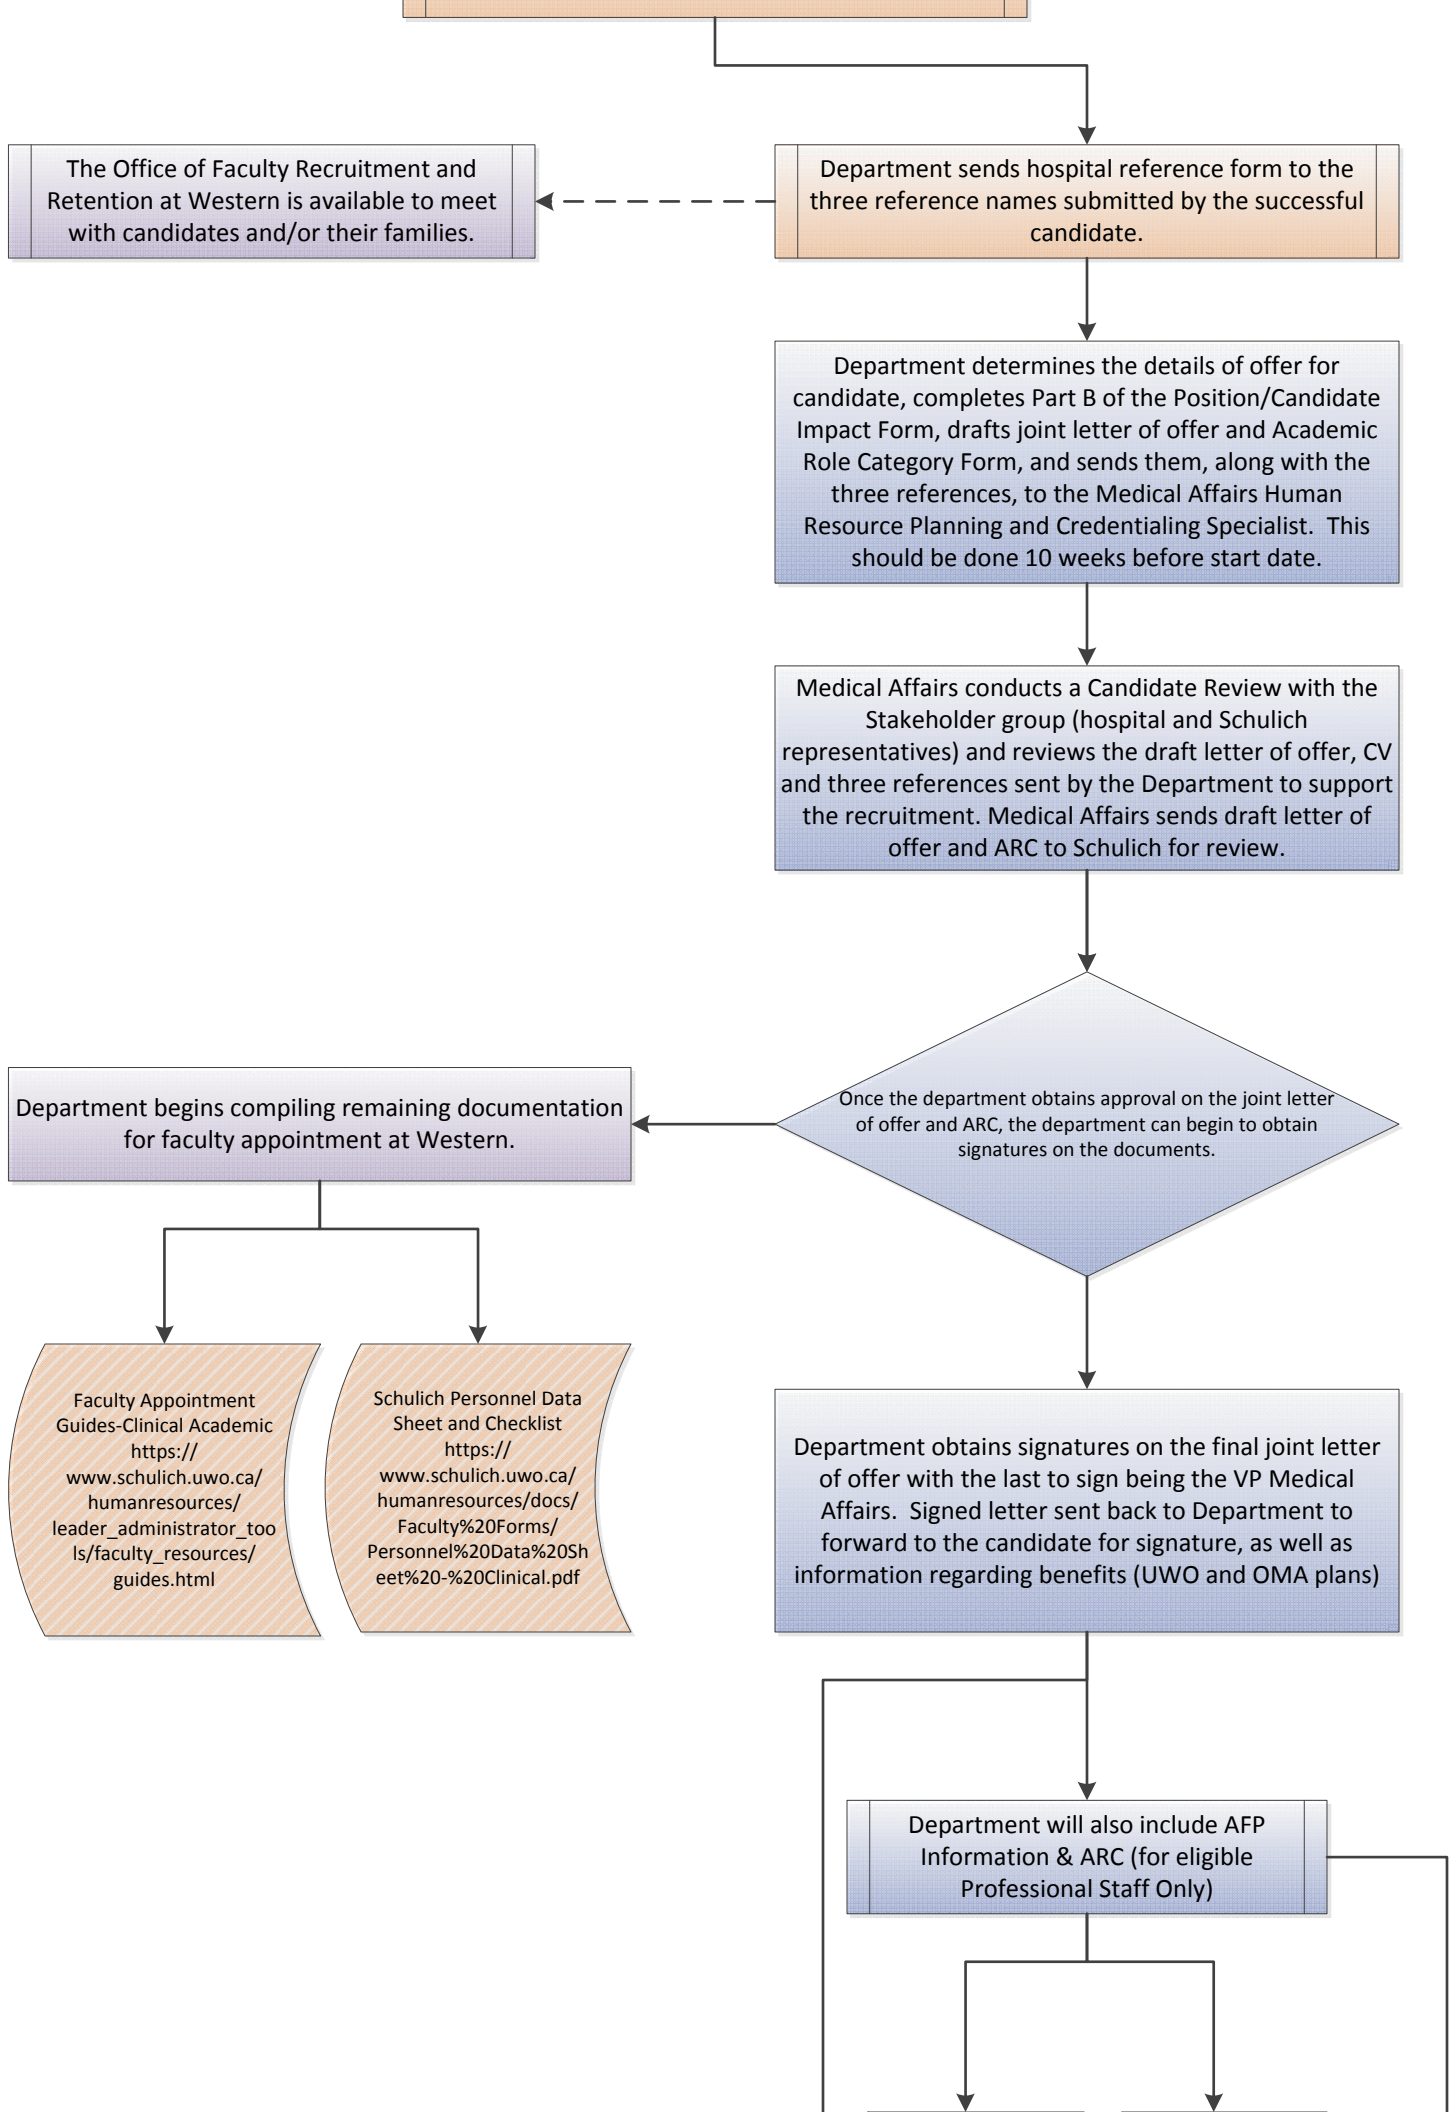 The Office of Faculty Recruitment and
Retention at Western is available to meet
with candidates and/or their families.
Department sends hospital reference form to the
three reference names submitted by the successful
candidate.
Department determines the details of offer for
candidate, completes Part B of the Position/Candidate
Impact Form, drafts joint letter of offer and Academic
Role Category Form, and sends them, along with the
three references, to the Medical Affairs Human
Resource Planning and Credentialing Specialist.  This
should be done 10 weeks before start date.
Medical Affairs conducts a Candidate Review with the
Stakeholder group (hospital and Schulich
representatives) and reviews the draft letter of offer, CV
and three references sent by the Department to support
the recruitment. Medical Affairs sends draft letter of
offer and ARC to Schulich for review.
Once the department obtains approval on the joint letter
of offer and ARC, the department can begin to obtain
signatures on the documents.
Department begins compiling remaining documentation
for faculty appointment at Western.
Faculty Appointment
Guides-Clinical Academic
https://
www.schulich.uwo.ca/
humanresources/
leader_administrator_too
ls/faculty_resources/
guides.html
Schulich Personnel Data
Sheet and Checklist
https://
www.schulich.uwo.ca/
humanresources/docs/
Faculty%20Forms/
Personnel%20Data%20Sh
eet%20-%20Clinical.pdf
Department obtains signatures on the final joint letter
of offer with the last to sign being the VP Medical
Affairs.  Signed letter sent back to Department to
forward to the candidate for signature, as well as
information regarding benefits (UWO and OMA plans)
Department will also include AFP
Information & ARC (for eligible
Professional Staff Only)